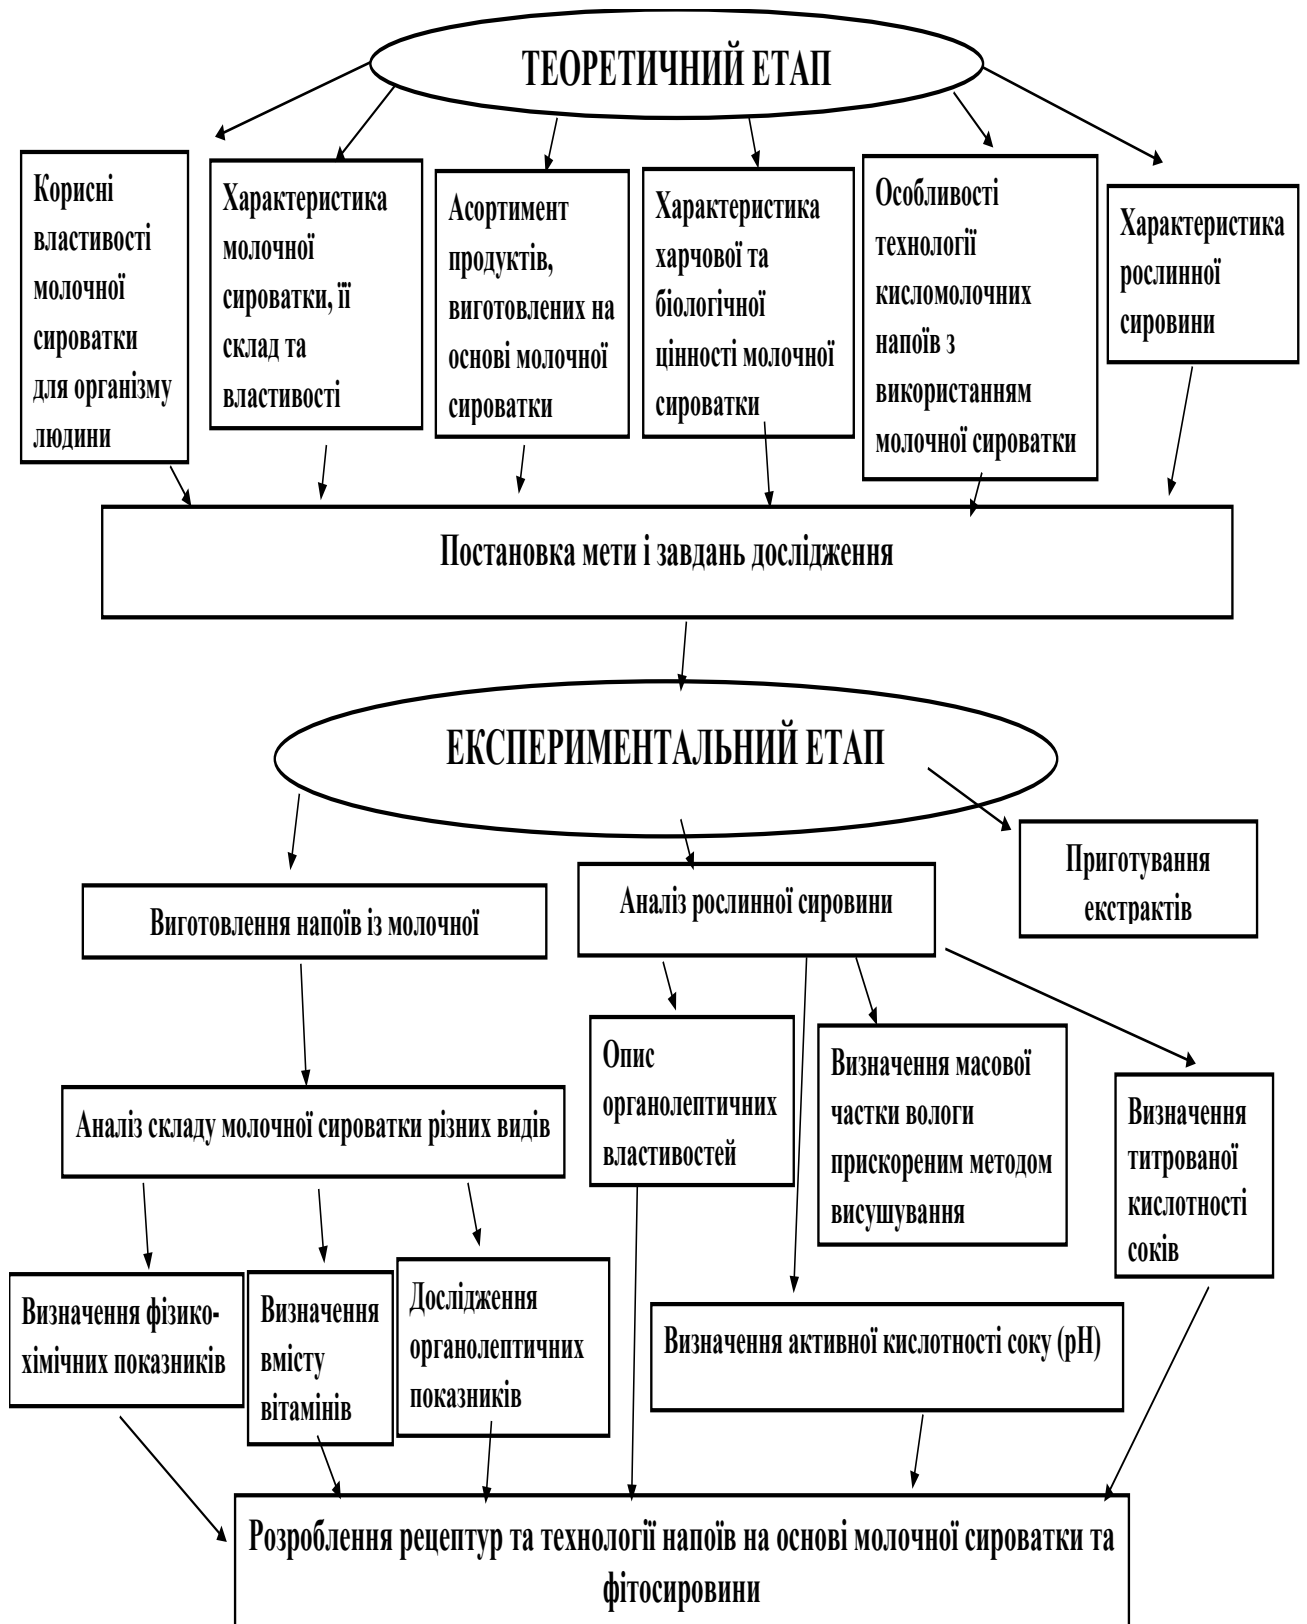 ТЕОРЕТИЧНИЙ ЕТАП
Корисні
властивості
молочної
сироватки
для організму
людини
Характеристика
молочної
сироватки, її
склад та
властивості
Асортимент
продуктів,
виготовлених на
основі молочної
сироватки
Характеристика
харчової та
біологічної
цінності молочної
сироватки
Особливості
технології
кисломолочних
напоїв з
використанням
молочної сироватки
Характеристика
рослинної
сировини
Постановка мети і завдань дослідження
ЕКСПЕРИМЕНТАЛЬНИЙ ЕТАП
Виготовлення напоїв із молочної
Аналіз рослинної сировини
Приготування
екстрактів
Аналіз складу молочної сироватки різних видів
Опис
органолептичних
властивостей
Визначення масової
частки вологи
прискореним методом
висушування
Визначення
титрованої
кислотності
соків
Визначення фізико-
хімічних показників
Визначення
вмісту
вітамінів
Дослідження
органолептичних
показників
Визначення активної кислотності соку (рН)
Розроблення рецептур та технології напоїв на основі молочної сироватки та
фітосировини